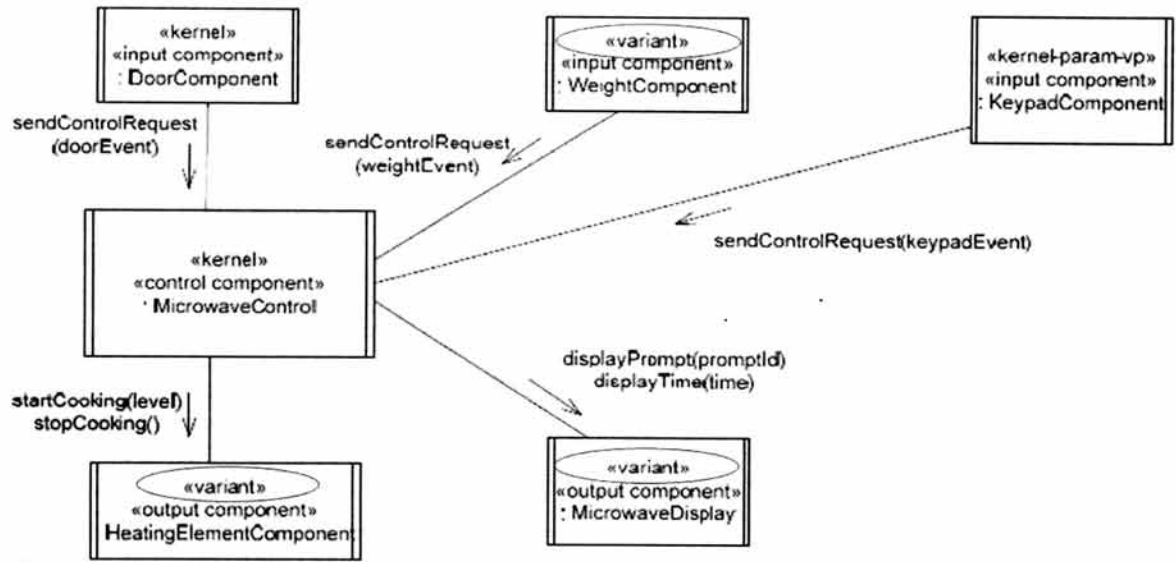 «kernel»
«input component»
: DoorComponent
«variant»
«input component»
: WeightComponent
«kernel-param-vp»
«input component»
: KeypadComponent
sendControlRequest
(doorEvent)
sendControlRequest
(weightEvent)
sendControlRequest(keypadEvent)
«kernel»
«control component»
: MicrowaveControl
displayPrompt(promptId)
displayTime(time)
startCooking(level)
stopCooking()
«variant»
«output component»
HeatingElementComponent
«variant»
«output component»
: MicrowaveDisplay